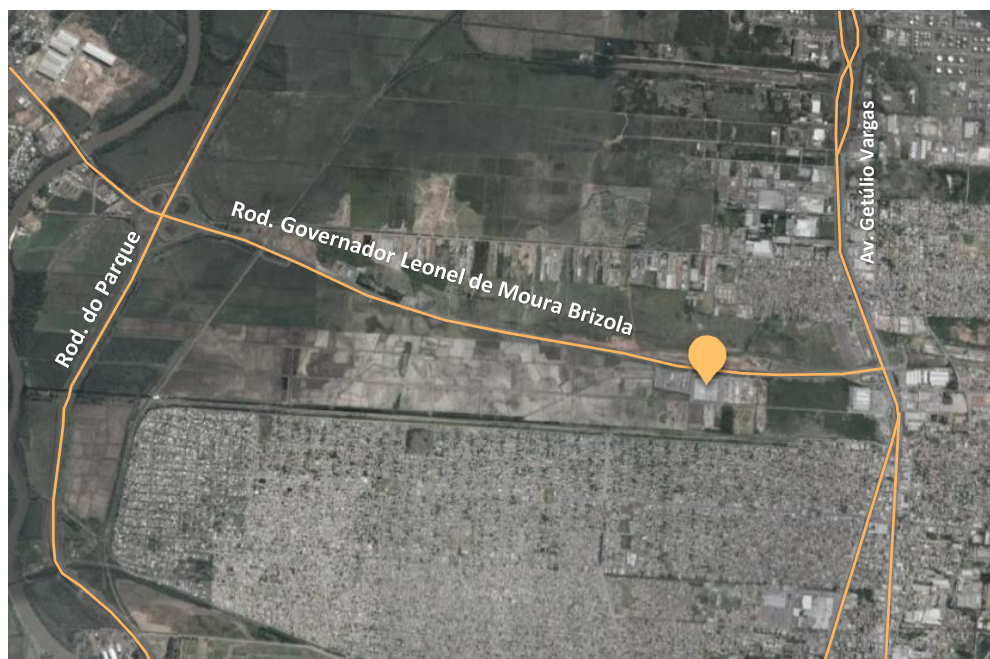 Av. Getúlio Vargas
Rod. Governador Leonel de Moura Brizola
Rod. do Parque